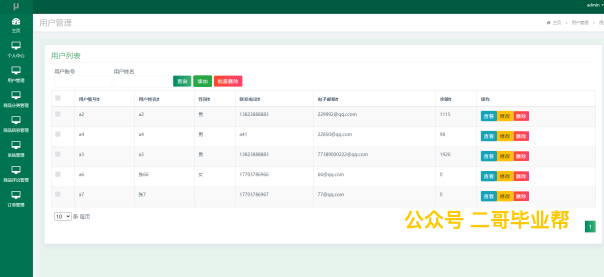 μ
admin
主页
个人中心
用户管理
商品分类管理
商品信息管理
系统管理
商品评论管理
订单管理
用户管理
主页 > 用户管理 >
用户列表
用户账号 用户姓名
查询 添加 批量删除
用户账号 用户姓名 性别 联系电话 电子邮箱 余额 操作
a2 a2 男 13823888883 229992@qq.ccom 1115 查看 修改 删除
a4 a4 男 a41 22650@qq.ccom 98 查看 修改 删除
a3 a3 男 13823888883 77389000222@qq.ccom 1926 查看 修改 删除
a6 张66 女 17703786966 66@qq.com 0 查看 修改 删除
a7 张7 17703786967 77@qq.com 0 查看 修改 删除
10 条 每页
公众号 二哥毕业帮
1